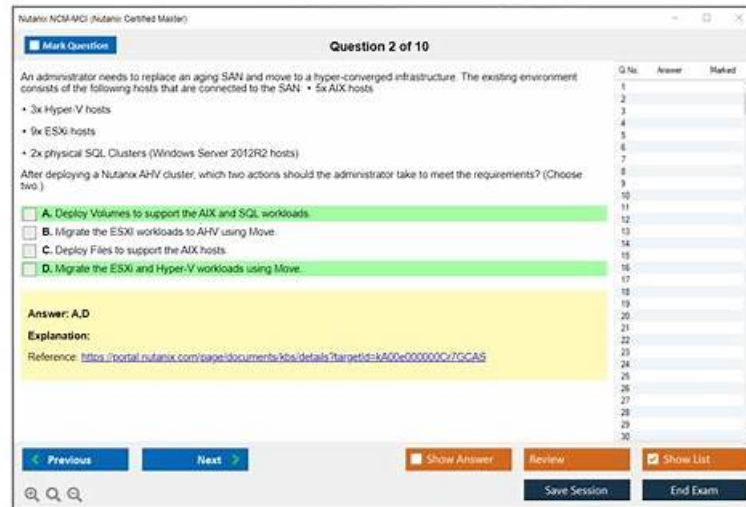 Nutanix NCM-MCI (Nutanix Certified Master)
Mark Question
Question 2 of 10
An administrator needs to replace an aging SAN and move to a hyper-converged infrastructure. The existing environment
consists of the following hosts that are connected to the SAN: • 5x AIX hosts
• 3x Hyper-V hosts
• 9x ESXi hosts
• 2x physical SQL Clusters (Windows Server 2012R2 hosts)
After deploying a Nutanix AHV cluster, which two actions should the administrator take to meet the requirements? (Choose
two.)
A. Deploy Volumes to support the AIX and SQL workloads.
B. Migrate the ESXI workloads to AHV using Move.
C. Deploy Files to support the AIX hosts.
D. Migrate the ESXi and Hyper-V workloads using Move.
Answer: A,D
Explanation:
Reference: https://portal.nutanix.com/page/documents/kbs/details?targetId=kA00e000000Cr7GCAS
Q No. Answer Marked
1
2
3
4
5
6
7
8
9
10
11
12
13
14
15
16
17
18
19
20
21
22
23
24
25
26
27
28
29
30
Previous
Next
Show Answer
Review
Show List
Save Session
End Exam